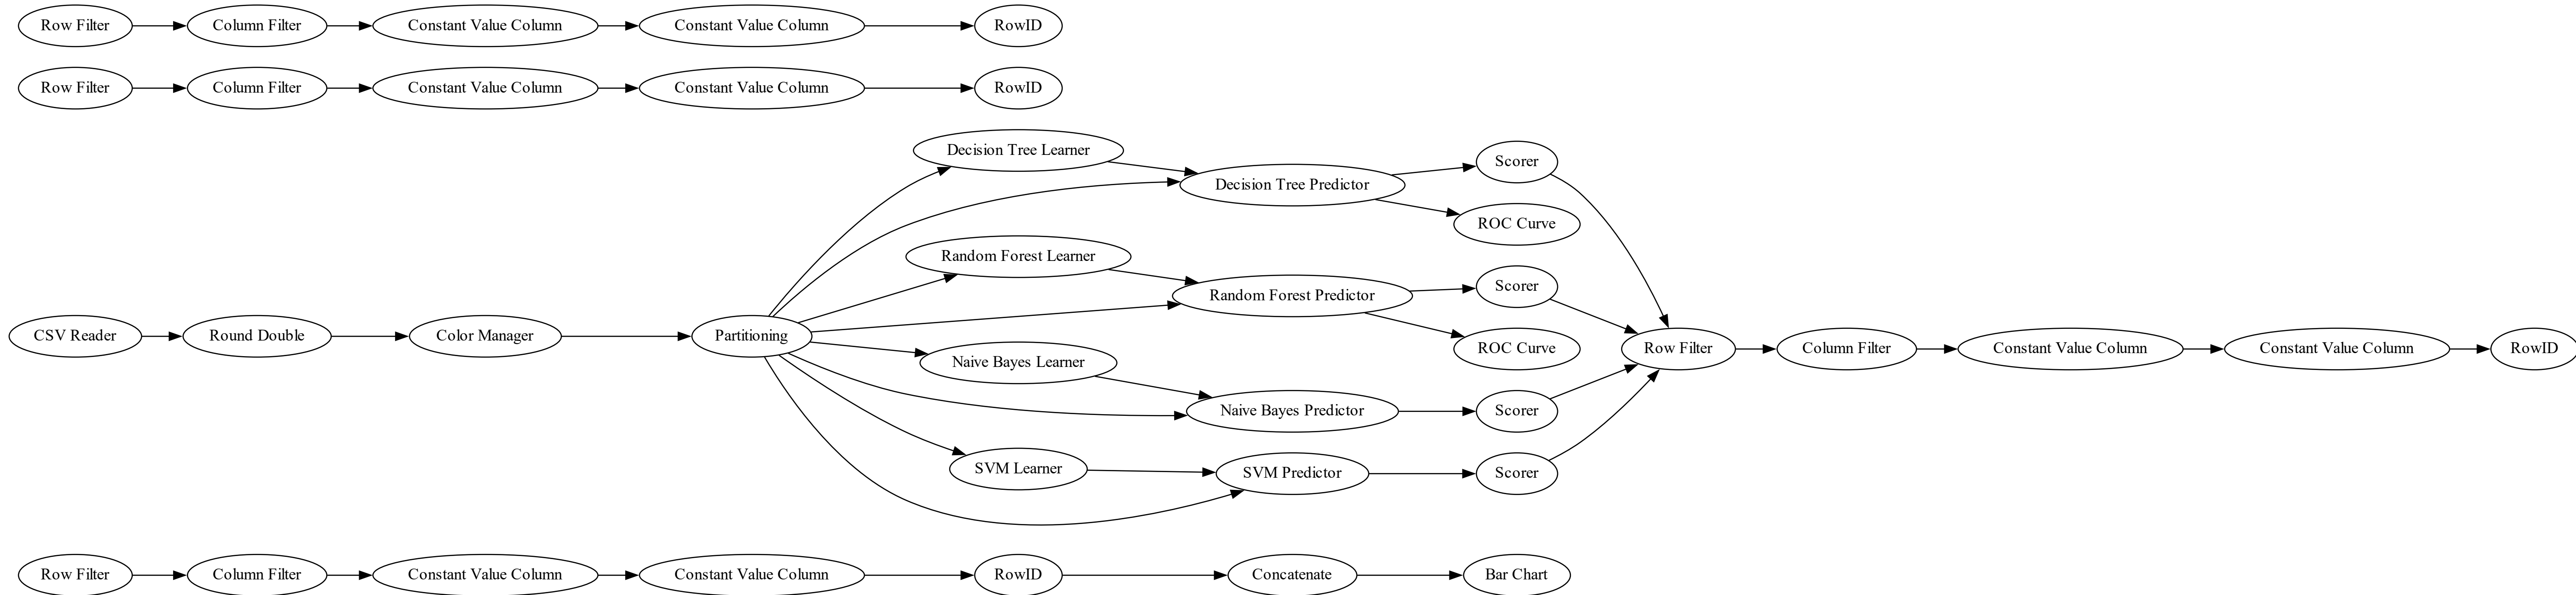 Row Filter
Column Filter
Constant Value Column
Constant Value Column
RowID
Row Filter
Column Filter
Constant Value Column
Constant Value Column
RowID
Decision Tree Learner
Decision Tree Predictor
Scorer
ROC Curve
Random Forest Learner
Random Forest Predictor
Scorer
ROC Curve
CSV Reader
Round Double
Color Manager
Partitioning
Naive Bayes Learner
Naive Bayes Predictor
Scorer
SVM Learner
SVM Predictor
Scorer
Row Filter
Column Filter
Constant Value Column
Constant Value Column
RowID
Row Filter
Column Filter
Constant Value Column
Constant Value Column
RowID
Concatenate
Bar Chart